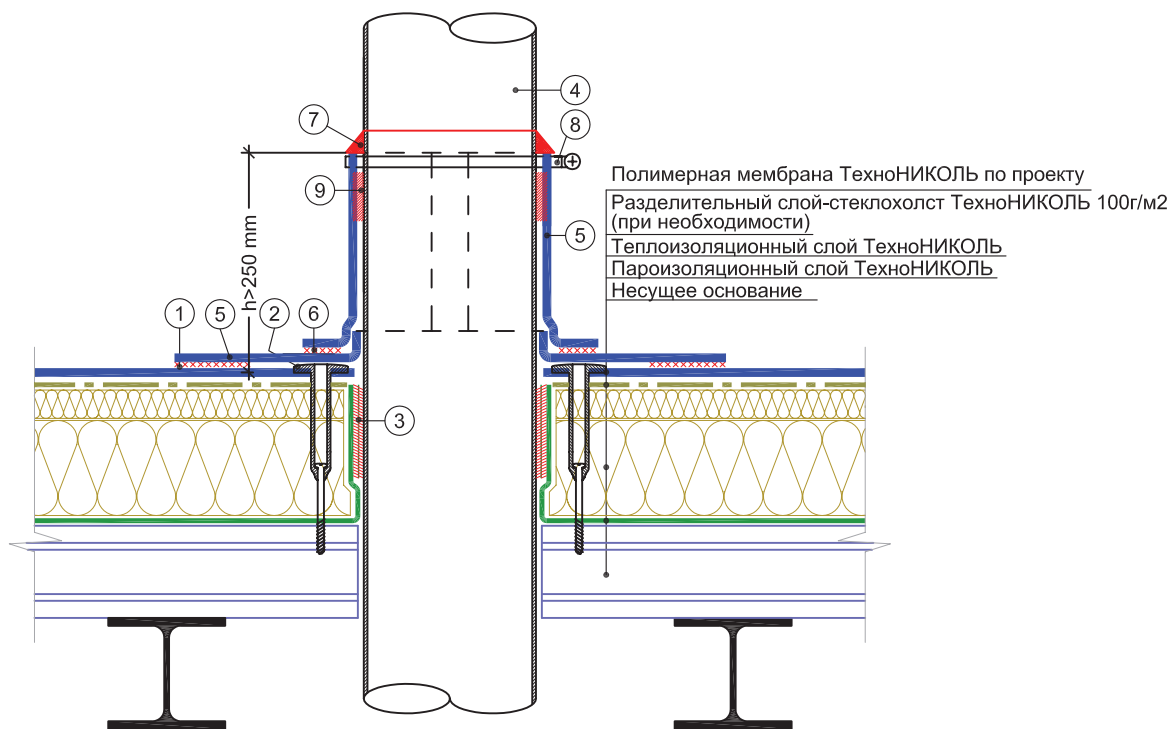 4
7
8
Полимерная мембрана ТехноНИКОЛЬ по проекту
9
Разделительный слой-стеклохолст ТехноНИКОЛЬ 100г/м2
(при необходимости)
5
Теплоизоляционный слой ТехноНИКОЛЬ
Пароизоляционный слой ТехноНИКОЛЬ
Несущее основание
h>250 mm
1
5
2
6
3